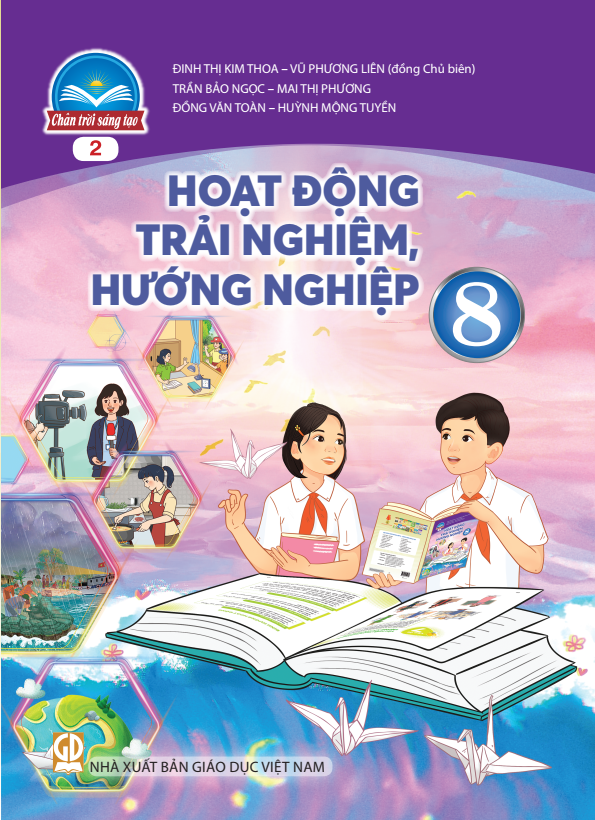 ĐINH THỊ KIM THOA – VŨ PHƯƠNG LIÊN (đồng Chủ biên)
TRẦN BẢO NGỌC – MAI THỊ PHƯƠNG
ĐỒNG VĂN TOÀN – HUỲNH MỘNG TUYỀN
Chân trời sáng tạo
2
HOẠT ĐỘNG
TRẢI NGHIỆM,
HƯỚNG NGHIỆP
8
GD
NHÀ XUẤT BẢN GIÁO DỤC VIỆT NAM